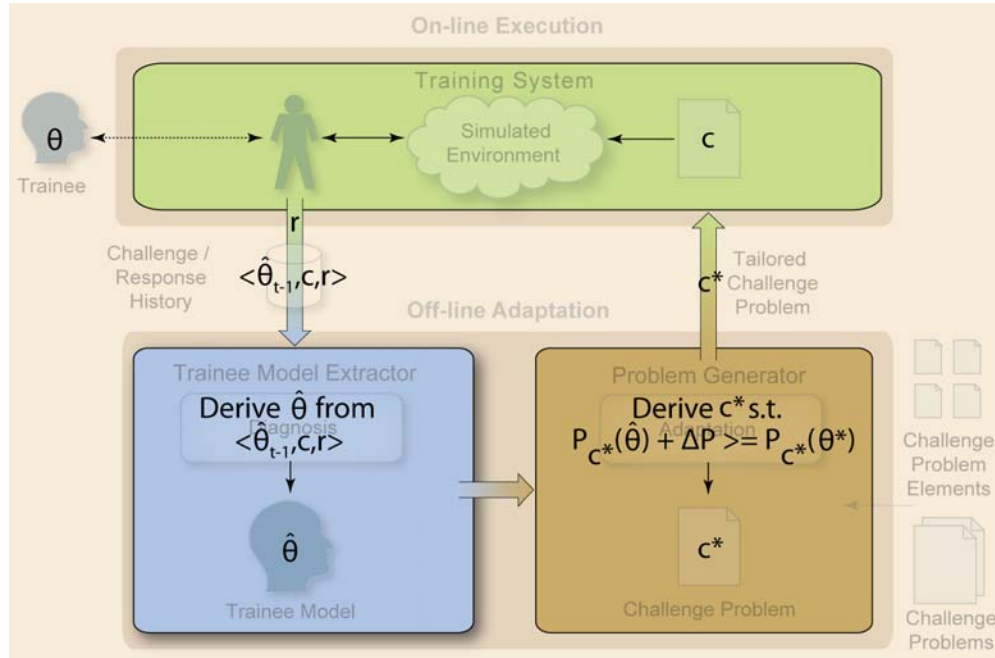 On-line Execution
Training System
θ
Trainee
Simulated
Environment
c
r
Challenge /
Response
History
<θ̂t-1,c,r>
c*
Tailored
Challenge
Problem
Off-line Adaptation
Trainee Model Extractor
Diagnosis
Derive θ̂ from
<θ̂t-1,c,r>
θ̂
Trainee Model
Problem Generator
Adaptation
Derive c* s.t.
Pc*(θ̂) + ΔP >= Pc*(θ*)
c*
Challenge Problem
Challenge
Problem
Elements
Challenge
Problems